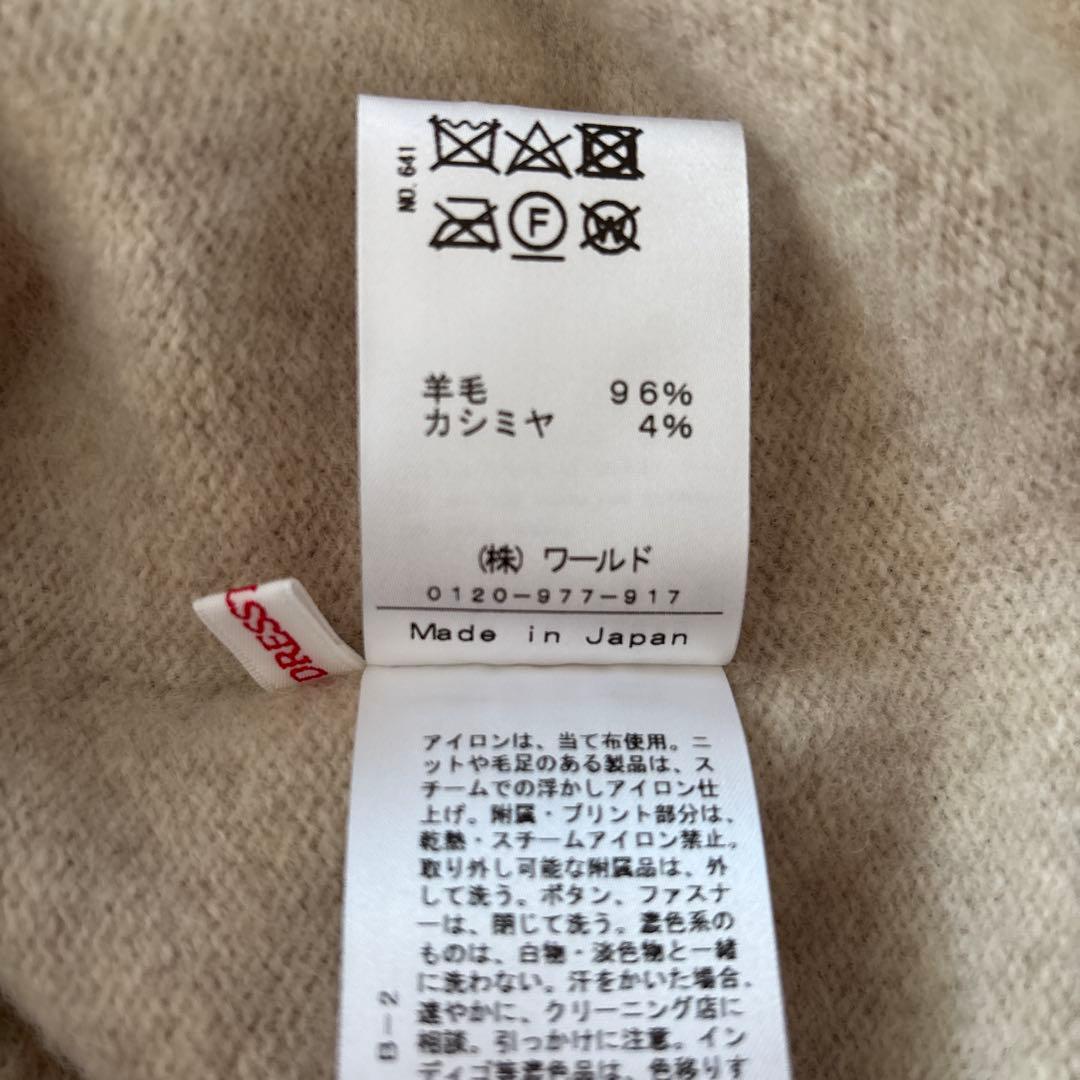 NO. 641
F
W
羊毛 96%
カシミヤ 4%
(株) ワールド
0120-977-917
Made in Japan
DRESST
アイロンは、当て布使用。ニ
ットや毛足のある製品は、ス
チームでの浮かしアイロン仕
上げ。附属・プリント部分は、
乾熱・スチームアイロン禁止。
取り外し可能な附属品は、外
して洗う。ボタン、ファスナ
ーは、閉じて洗う。濃色系の
ものは、白物・淡色物と一緒
に洗わない。汗をかいた場合、
速やかに、クリーニング店に
相談。引っかけに注意。イン
ディゴ等濃色品は、色移りす
B-2